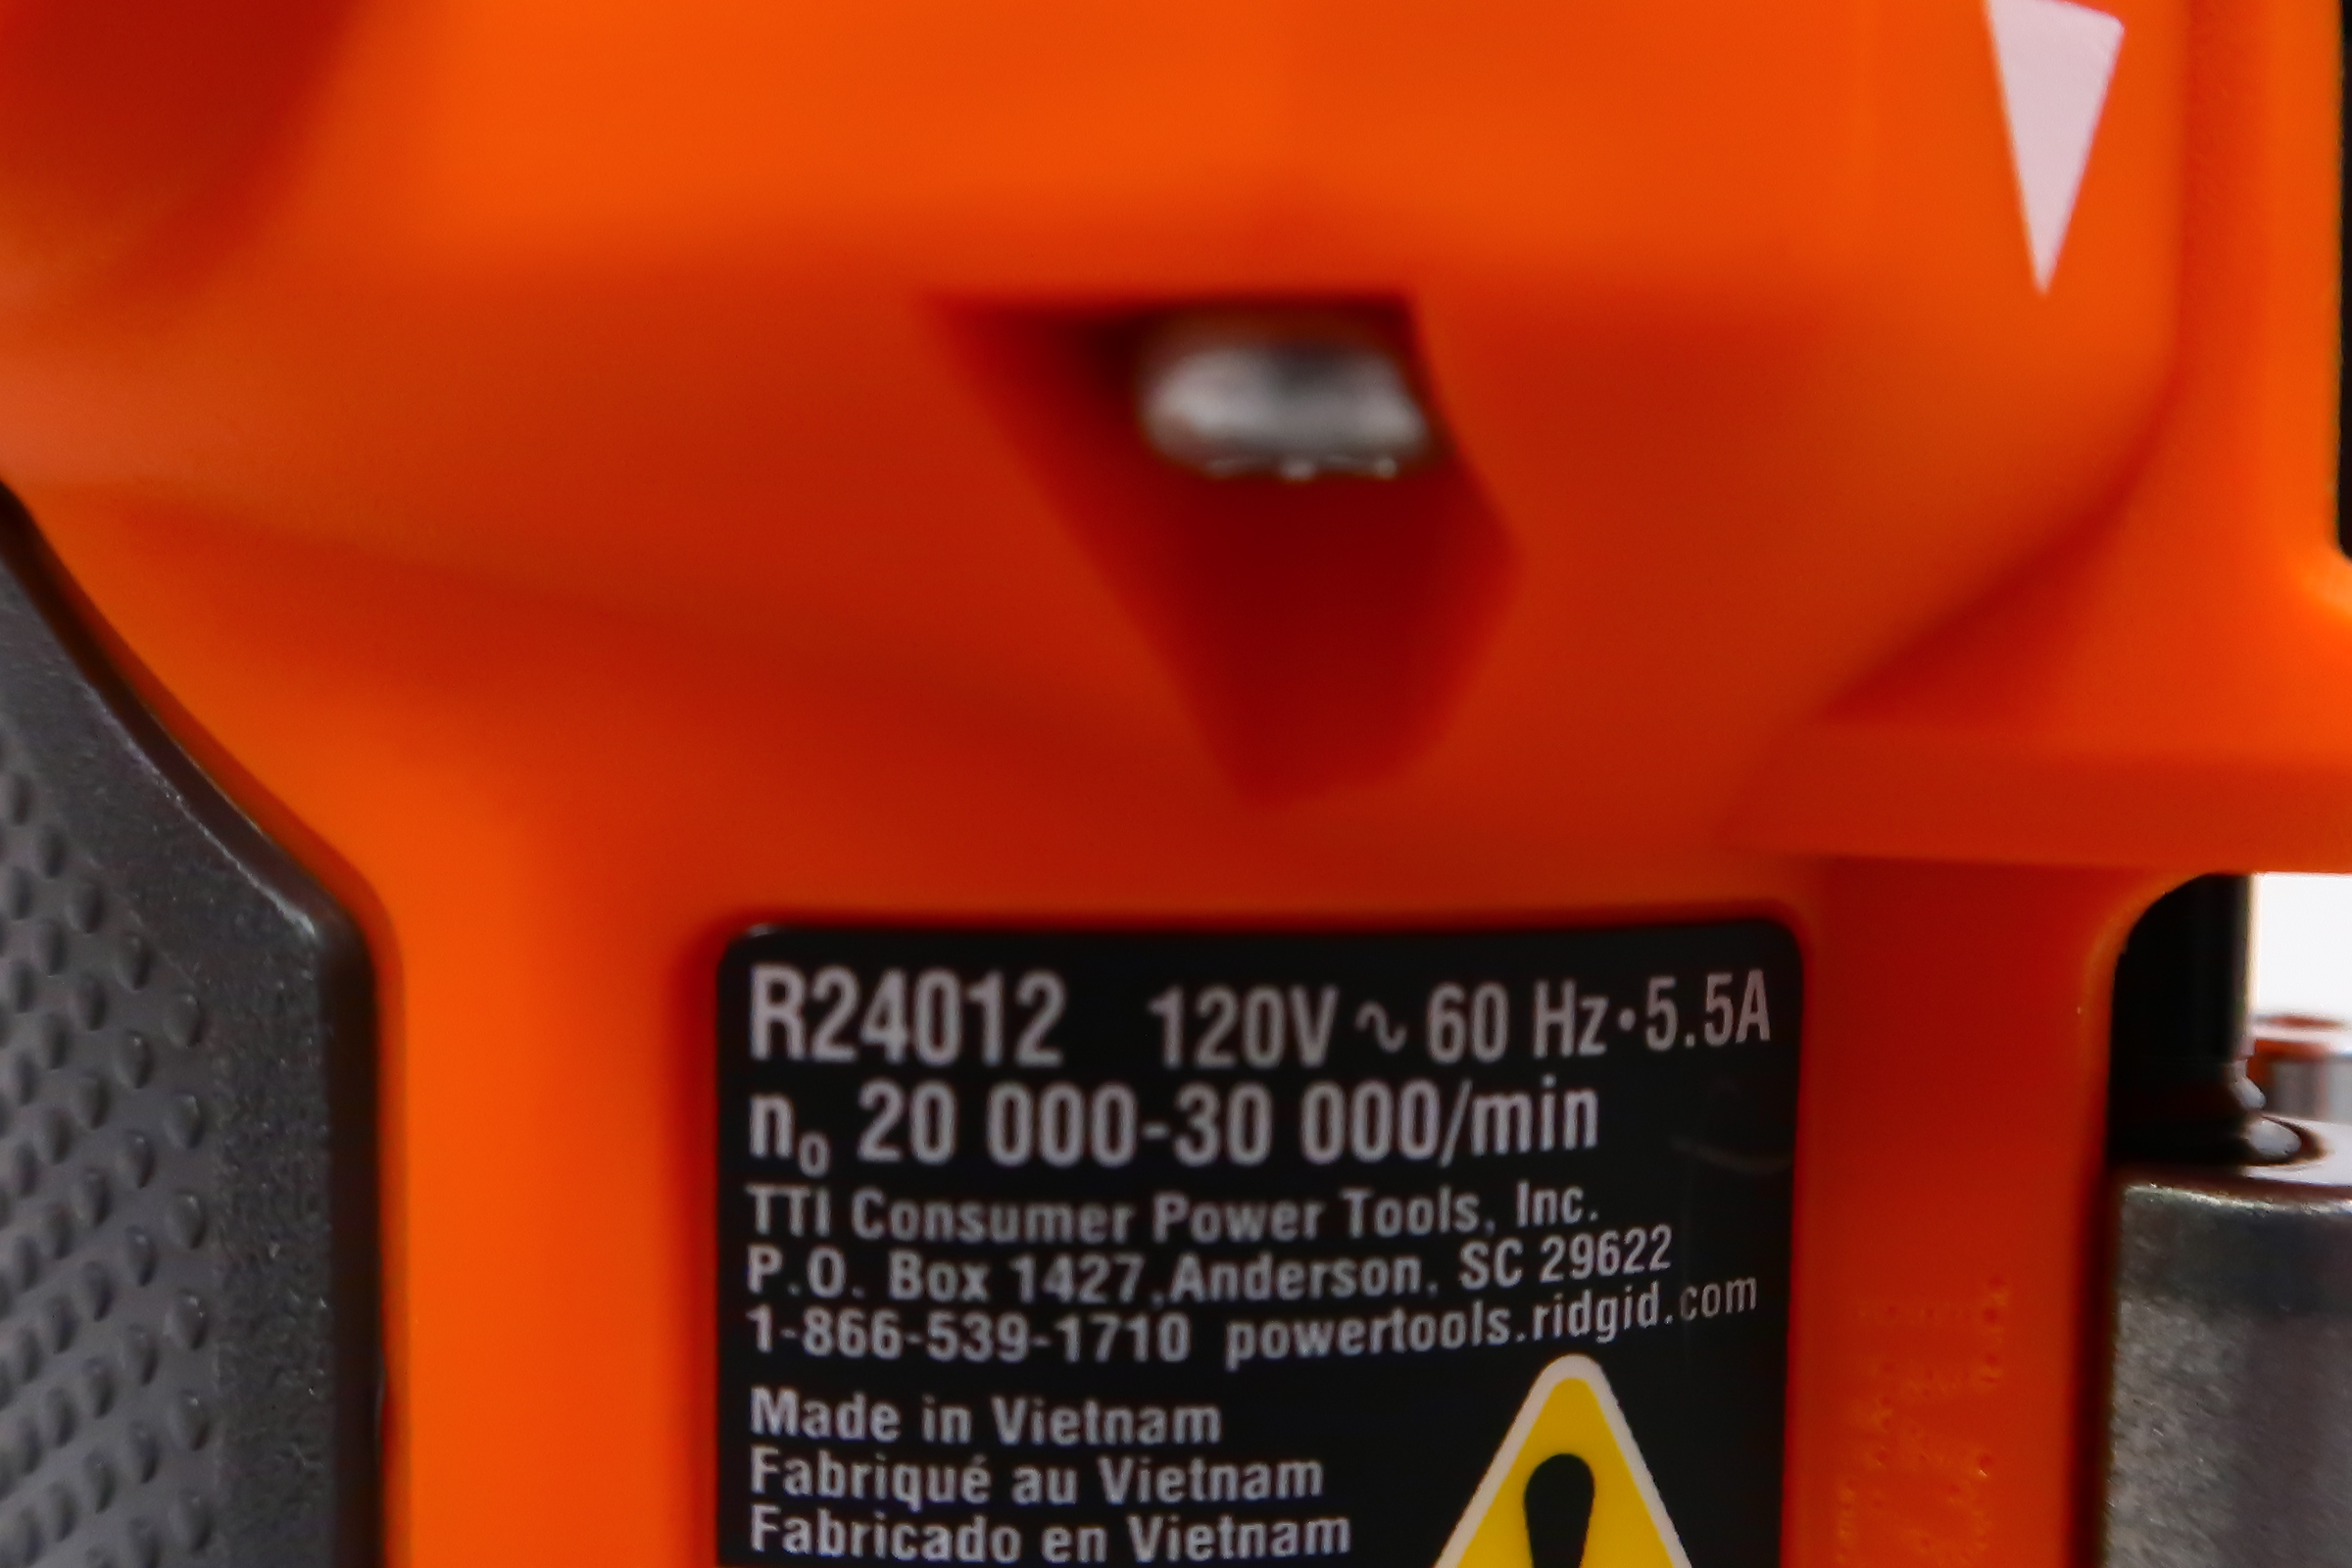 R24012 120V ~ 60 Hz•5.5A
n₀ 20 000-30 000/min
TTI Consumer Power Tools, Inc.
P.O. Box 1427,Anderson, SC 29622
1-866-539-1710 powertools.ridgid.com
Made in Vietnam
Fabriqué au Vietnam
Fabricado en Vietnam